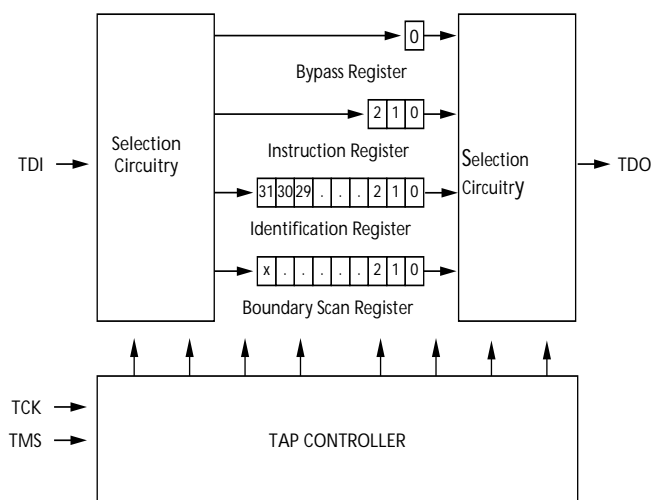 0
Bypass Register
2 1 0
Selection
Circuitry
Instruction Register
Selection
Circuitry
TDI
TDO
31 30 29 . . . 2 1 0
Identification Register
x . . . . . 2 1 0
Boundary Scan Register
TCK
TMS
TAP CONTROLLER